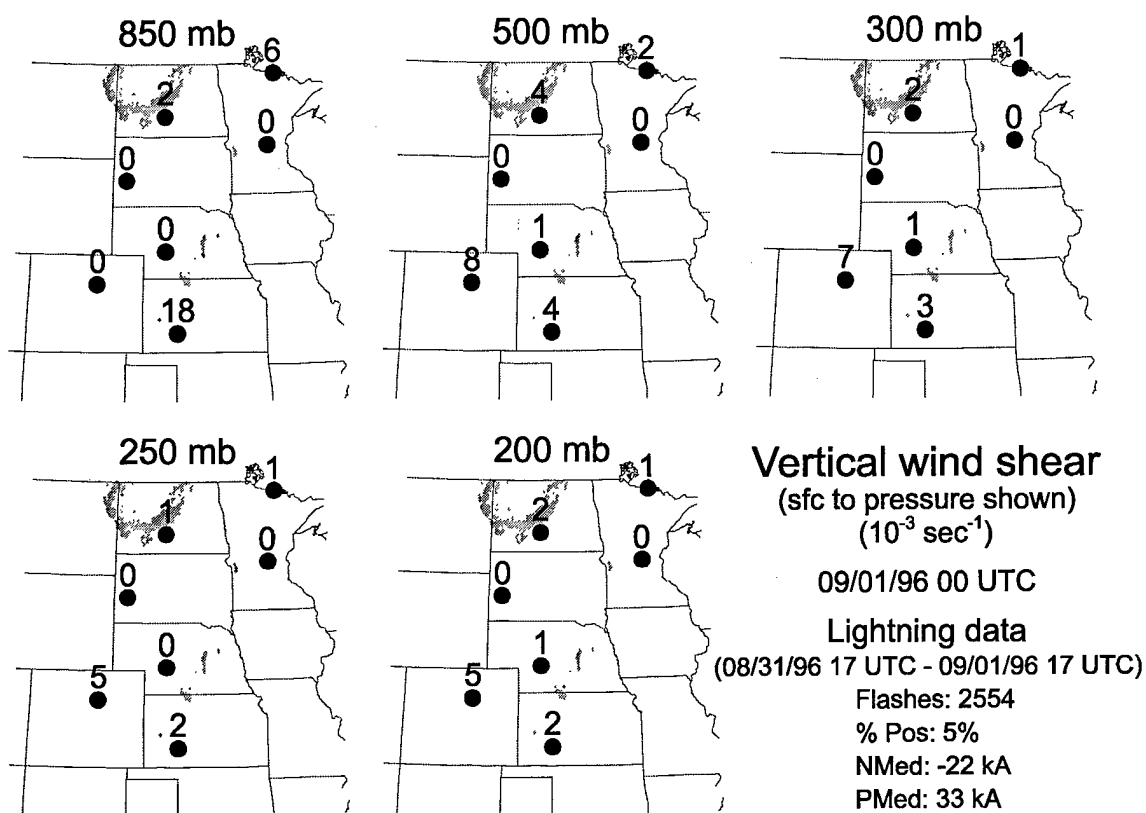 850 mb
6
2
0
0
0
0
18
500 mb
2
4
0
0
1
8
4
300 mb
1
2
0
0
1
7
3
250 mb
1
1
0
0
0
5
2
200 mb
1
2
0
0
1
5
2
Vertical wind shear
(sfc to pressure shown)
(10⁻³ sec⁻¹)
09/01/96 00 UTC
Lightning data
(08/31/96 17 UTC - 09/01/96 17 UTC)
Flashes: 2554
% Pos: 5%
NMed: -22 kA
PMed: 33 kA